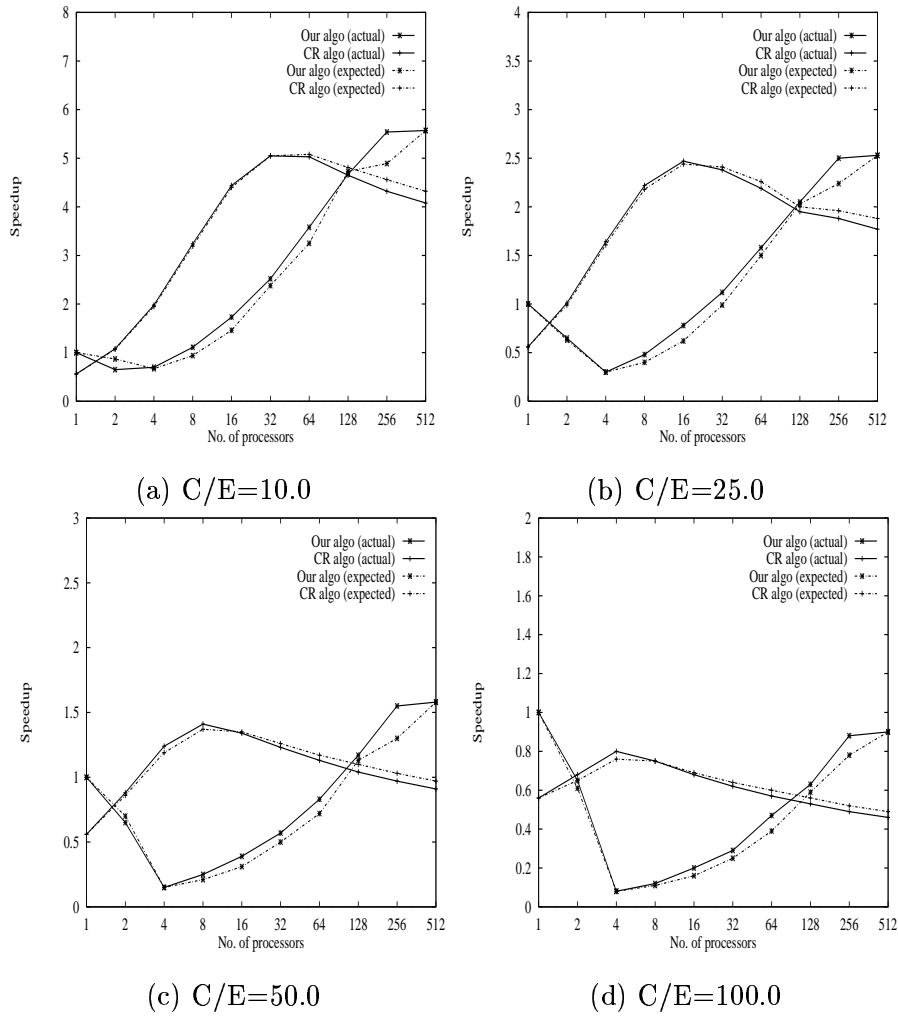 8
7
6
5
4
3
2
1
0
Speedup
Our algo (actual)
CR algo (actual)
Our algo (expected)
CR algo (expected)
1 2 4 8 16 32 64 128 256 512
No. of processors
(a) C/E=10.0
4
3.5
3
2.5
2
1.5
1
0.5
0
Speedup
Our algo (actual)
CR algo (actual)
Our algo (expected)
CR algo (expected)
1 2 4 8 16 32 64 128 256 512
No. of processors
(b) C/E=25.0
3
2.5
2
1.5
1
0.5
0
Speedup
Our algo (actual)
CR algo (actual)
Our algo (expected)
CR algo (expected)
1 2 4 8 16 32 64 128 256 512
No. of processors
(c) C/E=50.0
2
1.8
1.6
1.4
1.2
1
0.8
0.6
0.4
0.2
0
Speedup
Our algo (actual)
CR algo (actual)
Our algo (expected)
CR algo (expected)
1 2 4 8 16 32 64 128 256 512
No. of processors
(d) C/E=100.0